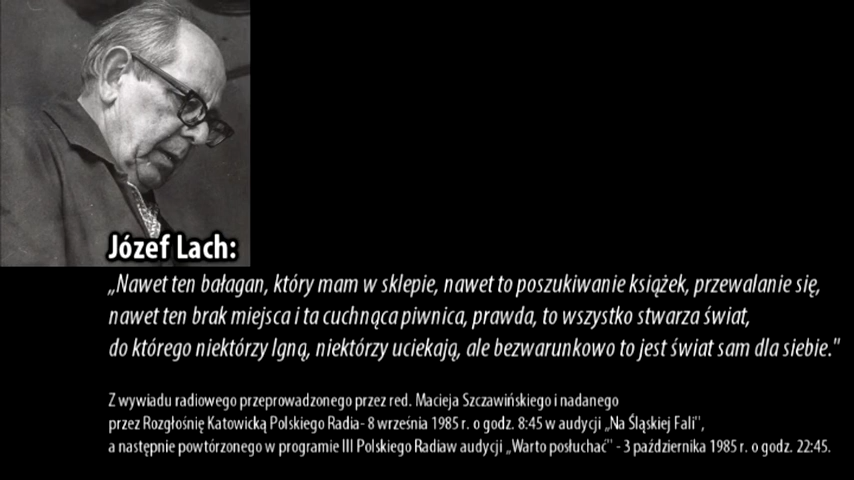 Józef Lach:
„Nawet ten bałagan, który mam w sklepie, nawet to poszukiwanie książek, przewalanie się,
nawet ten brak miejsca i ta cuchnąca piwnica, prawda, to wszystko stwarza świat,
do którego niektórzy lgną, niektórzy uciekają, ale bezwarunkowo to jest świat sam dla siebie."
Z wywiadu radiowego przeprowadzonego przez red. Macieja Szczawińskiego i nadanego
przez Rozgłośnię Katowicką Polskiego Radia- 8 września 1985 r. o godz. 8:45 w audycji „Na Śląskiej Fali",
a następnie powtórzonego w programie III Polskiego Radiaw audycji „Warto posłuchać" - 3 października 1985 r. o godz. 22:45.